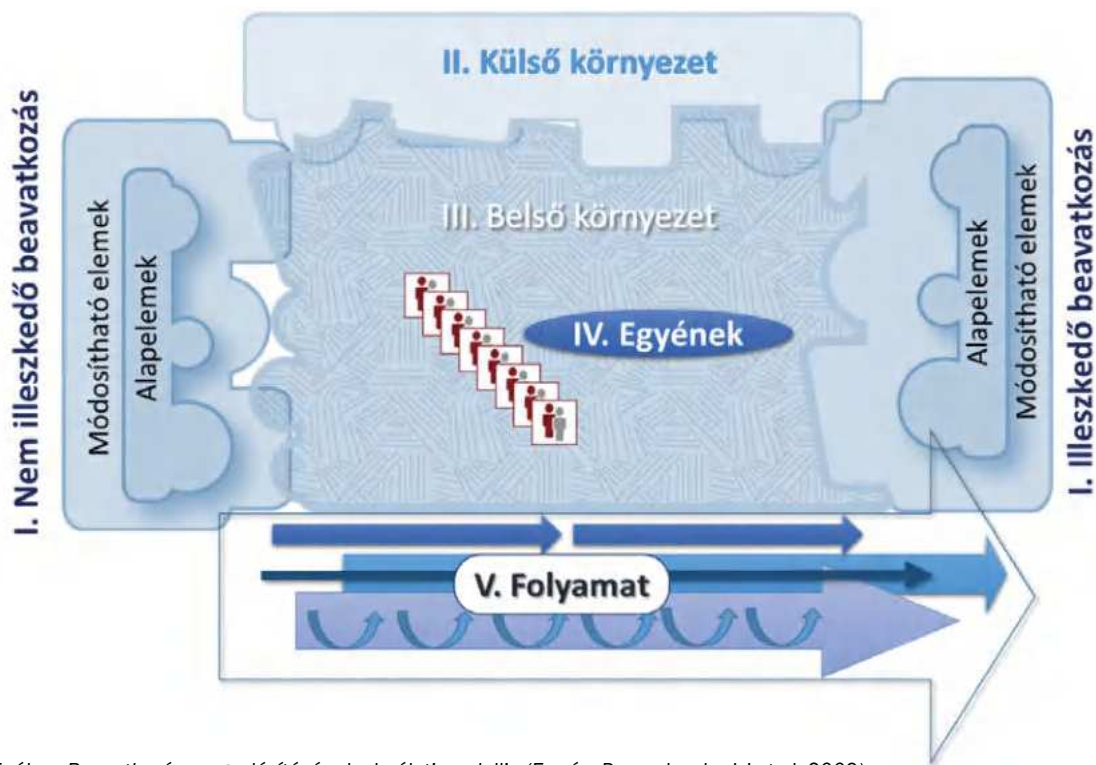 II. Külső környezet
I. Nem illeszkedő beavatkozás
Módosítható elemek
Alapelemek
III. Belső környezet
IV. Egyének
Alapelemek
Módosítható elemek
I. Illeszkedő beavatkozás
V. Folyamat